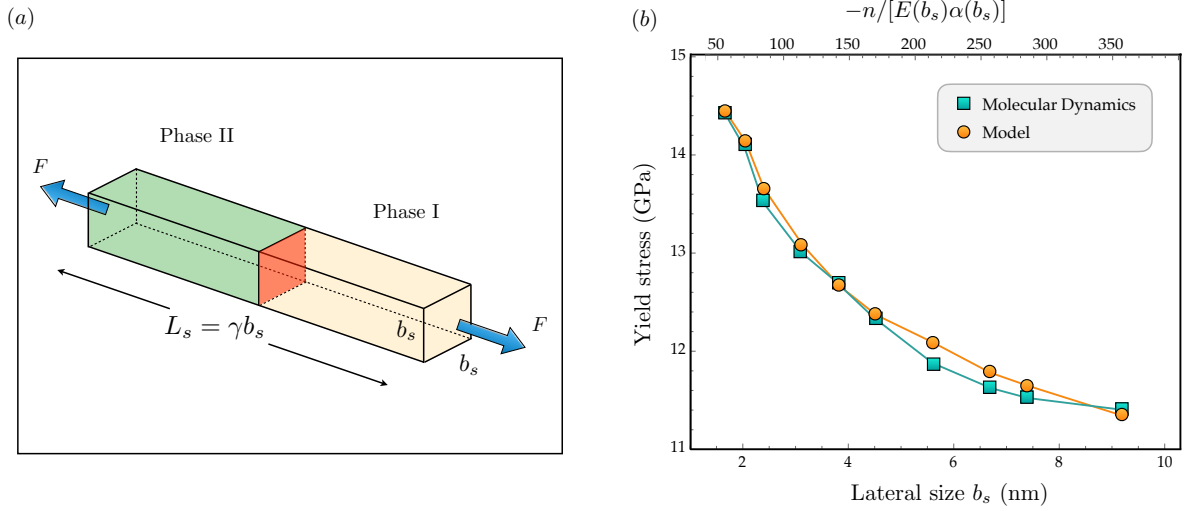 (a)
Phase II
F
Phase I
L_s = γb_s
b_s
b_s
F
(b)
−n/[E(b_s)α(b_s)]
50 100 150 200 250 300 350
15
14
13
12
11
Yield stress (GPa)
Molecular Dynamics
Model
2 4 6 8 10
Lateral size b_s (nm)